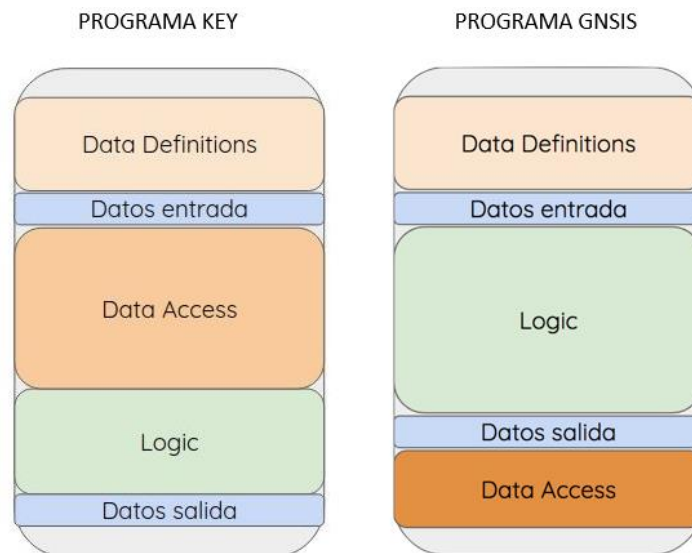 PROGRAMA KEY
Data Definitions
Datos entrada
Data Access
Logic
Datos salida
PROGRAMA GNSIS
Data Definitions
Datos entrada
Logic
Datos salida
Data Access